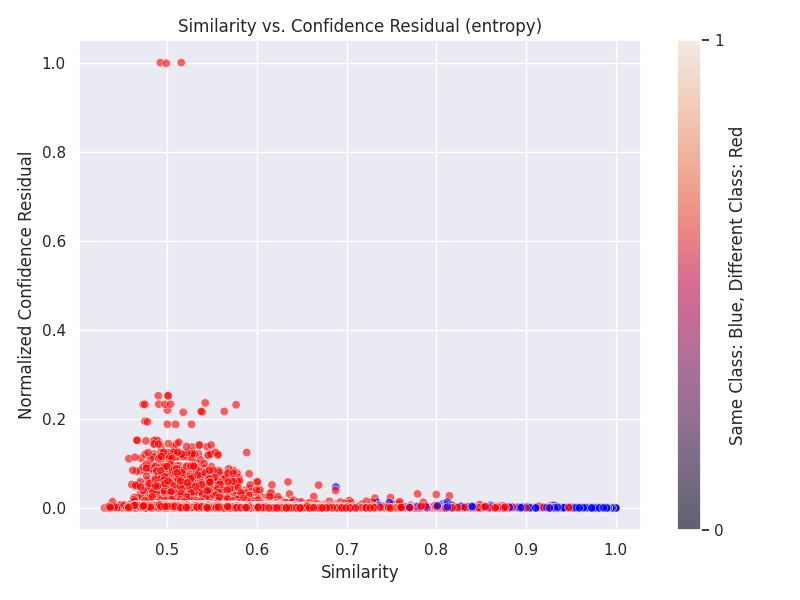 Similarity vs. Confidence Residual (entropy)
1.0
0.8
0.6
0.4
0.2
0.0
Normalized Confidence Residual
0.5 0.6 0.7 0.8 0.9 1.0
Similarity
1
0
Same Class: Blue, Different Class: Red